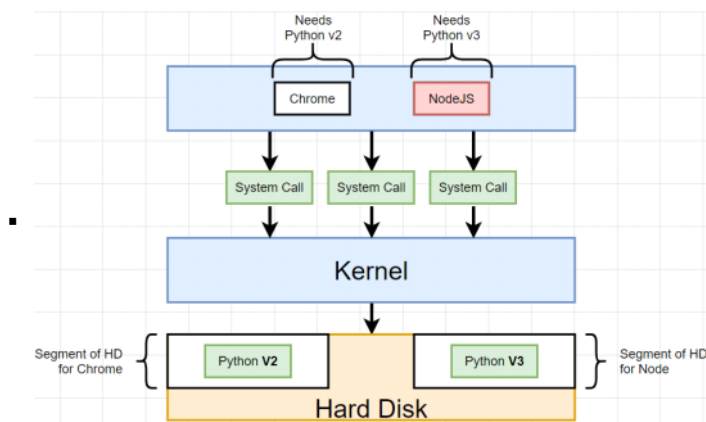 Needs
Python v2
Needs
Python v3
Chrome
NodeJS
System Call
System Call
System Call
Kernel
Segment of HD
for Chrome
Python V2
Python V3
Segment of HD
for Node
Hard Disk